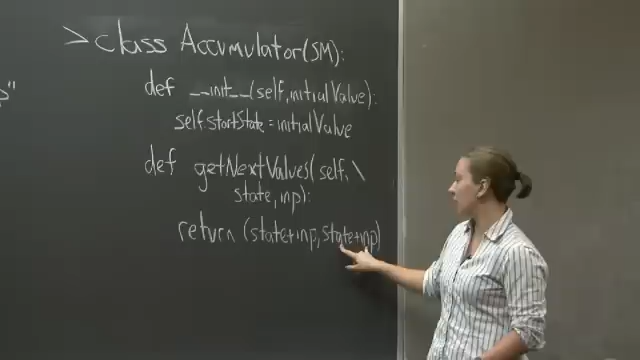 > class Accumulator(SM):
def __init__(self, initialValue):
self.startState = initialValue
def getNextValues(self, \
state, inp):
return (state+inp, state+inp)